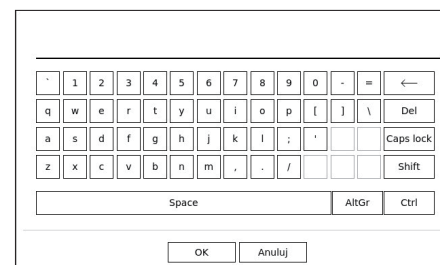 ` 1 2 3 4 5 6 7 8 9 0 - = ←
q w e r t y u i o p [ ] \ Del
a s d f g h j k l ; ' Caps lock
z x c v b n m , . / Shift
Space AltGr Ctrl
OK Anuluj